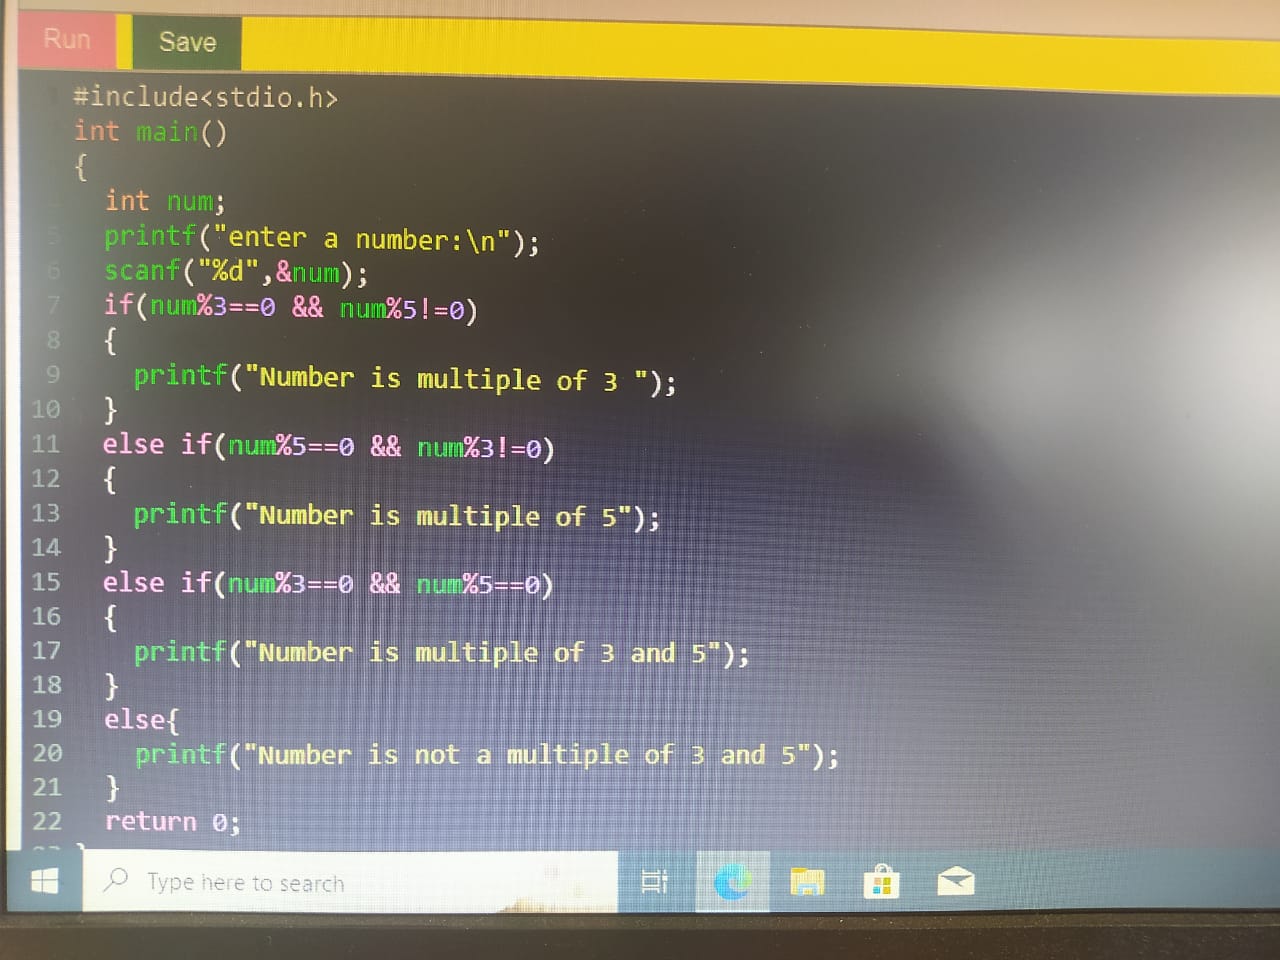 Run Save
#include<stdio.h>
int main()
{
int num;
5 printf("enter a number:\n");
6 scanf("%d",&num);
7 if(num%3==0 && num%5!=0)
8 {
9 printf("Number is multiple of 3 ");
10 }
11 else if(num%5==0 && num%3!=0)
12 {
13 printf("Number is multiple of 5");
14 }
15 else if(num%3==0 && num%5==0)
16 {
17 printf("Number is multiple of 3 and 5");
18 }
19 else{
20 printf("Number is not a multiple of 3 and 5");
21 }
22 return 0;
Type here to search